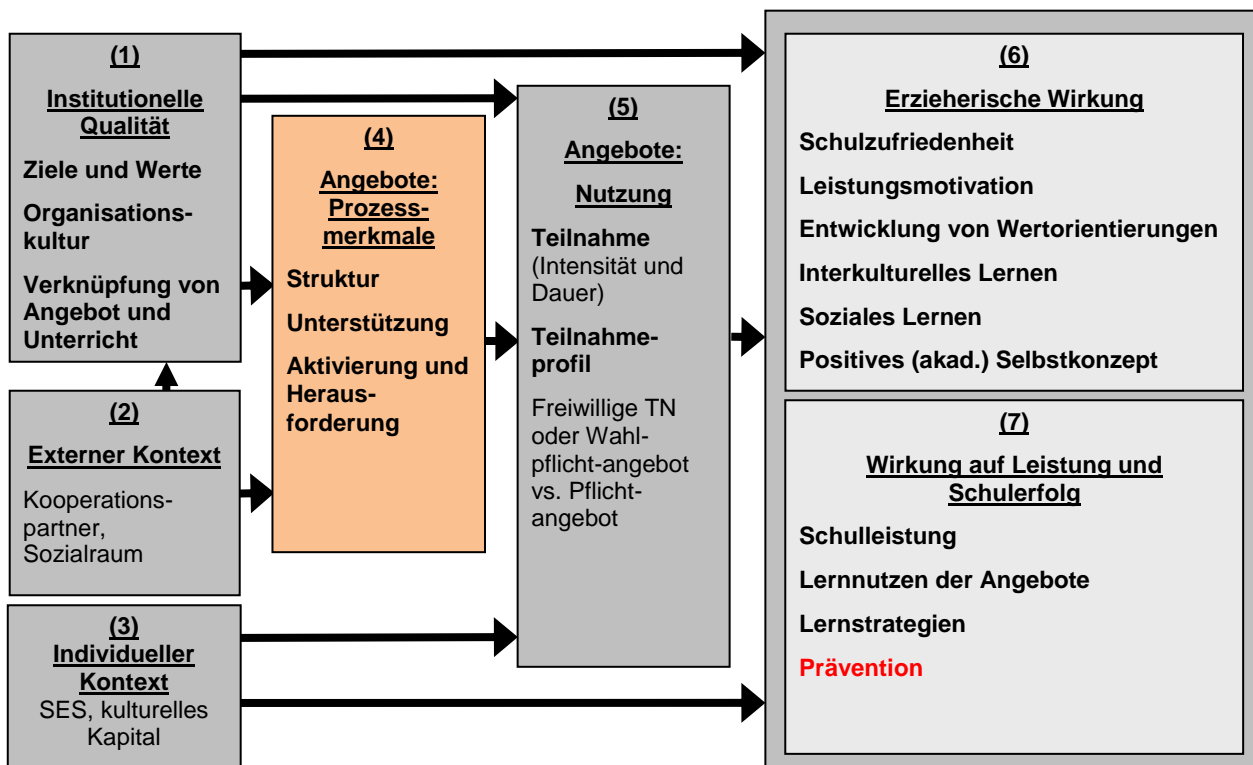 (1)
Institutionelle
Qualität
Ziele und Werte
Organisations-
kultur
Verknüpfung von
Angebot und
Unterricht
(2)
Externer Kontext
Kooperations-
partner,
Sozialraum
(3)
Individueller
Kontext
SES, kulturelles
Kapital
(4)
Angebote:
Prozess-
merkmale
Struktur
Unterstützung
Aktivierung und
Heraus-
forderung
(5)
Angebote:
Nutzung
Teilnahme
(Intensität und
Dauer)
Teilnahme-
profil
Freiwillige TN
oder Wahl-
pflicht-angebot
vs. Pflicht-
angebot
(6)
Erzieherische Wirkung
Schulzufriedenheit
Leistungsmotivation
Entwicklung von Wertorientierungen
Interkulturelles Lernen
Soziales Lernen
Positives (akad.) Selbstkonzept
(7)
Wirkung auf Leistung und
Schulerfolg
Schulleistung
Lernnutzen der Angebote
Lernstrategien
Prävention